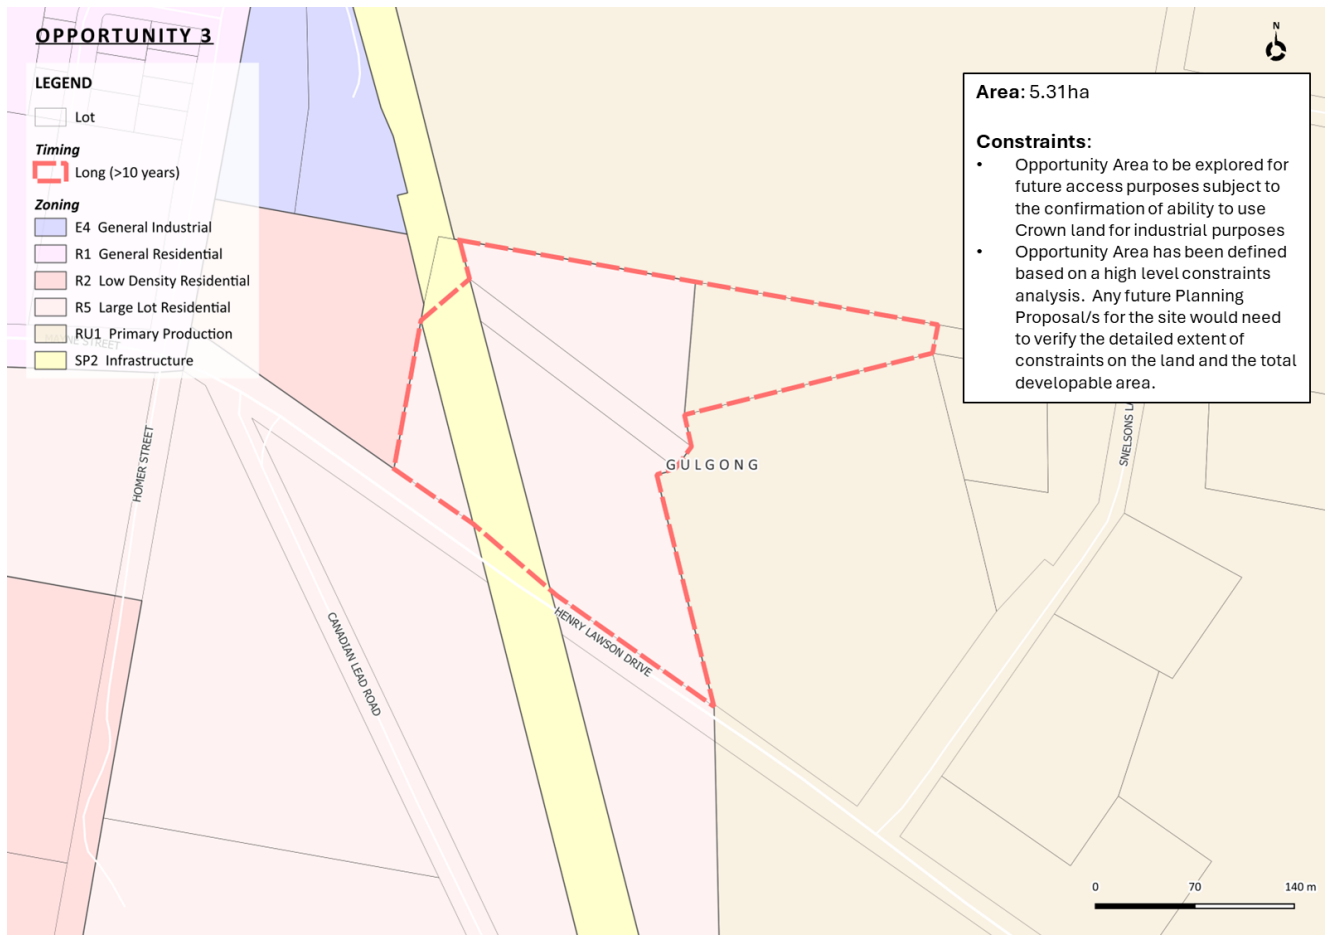 OPPORTUNITY 3
LEGEND
Lot
Timing
Long (>10 years)
Zoning
E4 General Industrial
R1 General Residential
R2 Low Density Residential
R5 Large Lot Residential
RU1 Primary Production
SP2 Infrastructure
N
Area: 5.31ha
Constraints:
• Opportunity Area to be explored for
future access purposes subject to
the confirmation of ability to use
Crown land for industrial purposes
• Opportunity Area has been defined
based on a high level constraints
analysis. Any future Planning
Proposal/s for the site would need
to verify the detailed extent of
constraints on the land and the total
developable area.
STREET
HOMER STREET
CANADIAN LEAD ROAD
HENRY LAWSON DRIVE
GULGONG
SNELSONS LA
0 70 140 m